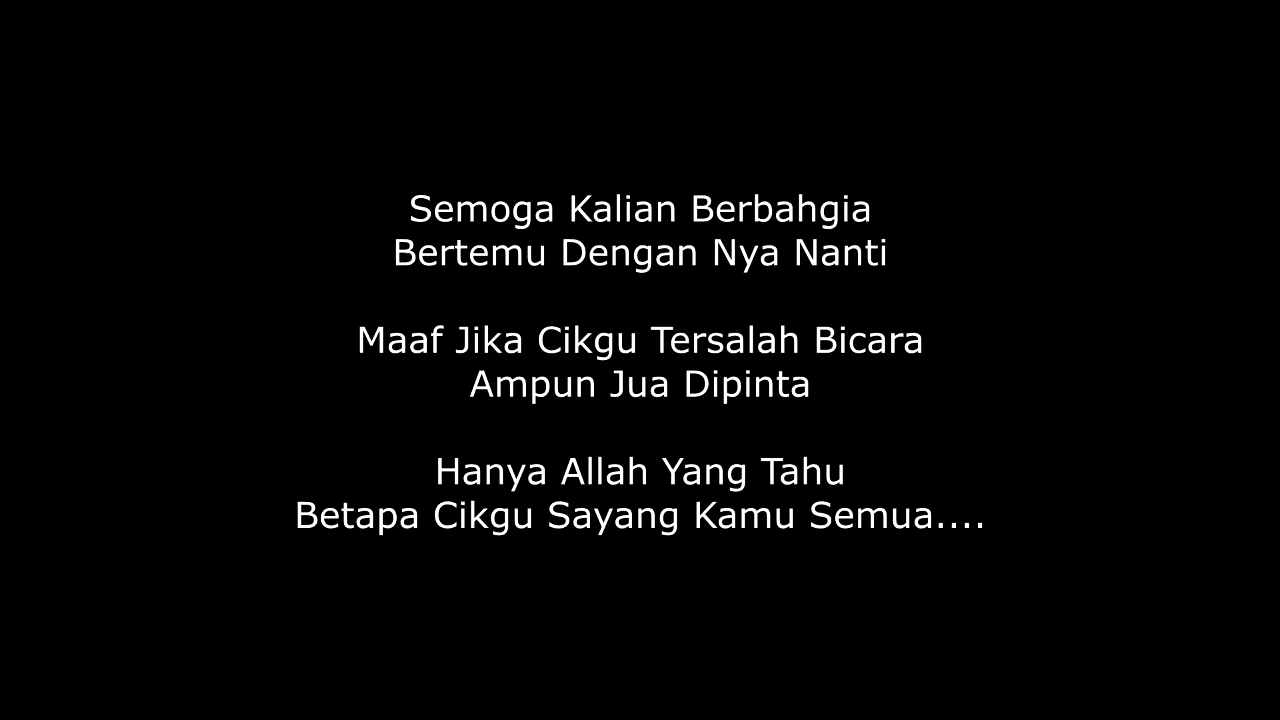 Semoga Kalian Berbahgia
Bertemu Dengan Nya Nanti
Maaf Jika Cikgu Tersalah Bicara
Ampun Jua Dipinta
Hanya Allah Yang Tahu
Betapa Cikgu Sayang Kamu Semua....